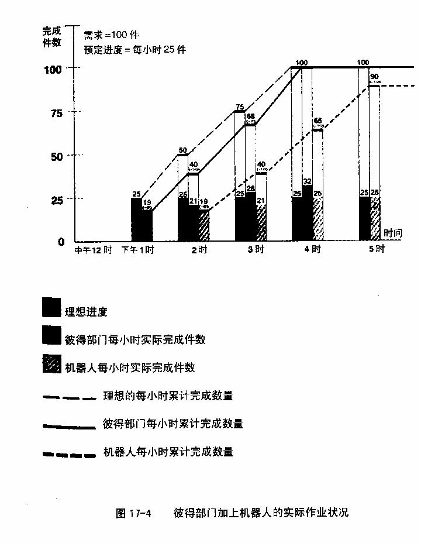 完成
件数
需求=100件
预定进度=每小时25件
100
75
50
25
0
25
19
50
40
25
21
19
75
68
40
25
28
21
100
65
25
32
25
100
90
25
25
25
时间
中午12时
下午1时
2时
3时
4时
5时
理想进度
彼得部门每小时实际完成件数
机器人每小时实际完成件数
理想的每小时累计完成数量
彼得部门每小时累计完成数量
机器人每小时累计完成数量
图 17-4 彼得部门加上机器人的实际作业状况